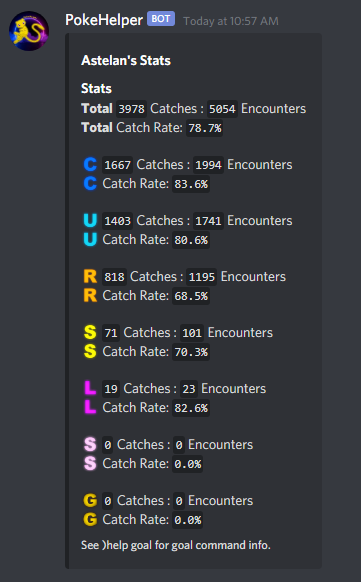 PokeHelper BOT Today at 10:57 AM
Astelan's Stats
Stats
Total 3978 Catches : 5054 Encounters
Total Catch Rate: 78.7%
C 1667 Catches : 1994 Encounters
C Catch Rate: 83.6%
U 1403 Catches : 1741 Encounters
U Catch Rate: 80.6%
R 818 Catches : 1195 Encounters
R Catch Rate: 68.5%
S 71 Catches : 101 Encounters
S Catch Rate: 70.3%
L 19 Catches : 23 Encounters
L Catch Rate: 82.6%
S 0 Catches : 0 Encounters
S Catch Rate: 0.0%
G 0 Catches : 0 Encounters
G Catch Rate: 0.0%
See )help goal for goal command info.